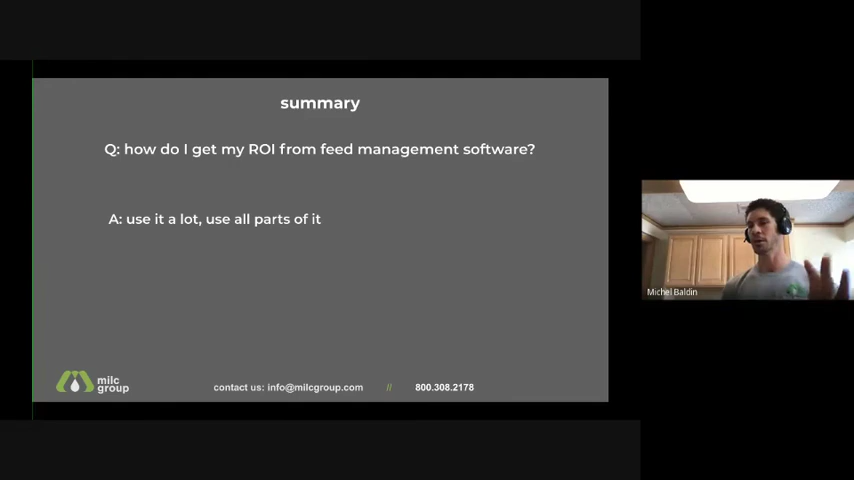 summary
Q: how do I get my ROI from feed management software?
A: use it a lot, use all parts of it
Michel Baldin
milc
group
contact us: info@milcgroup.com // 800.308.2178